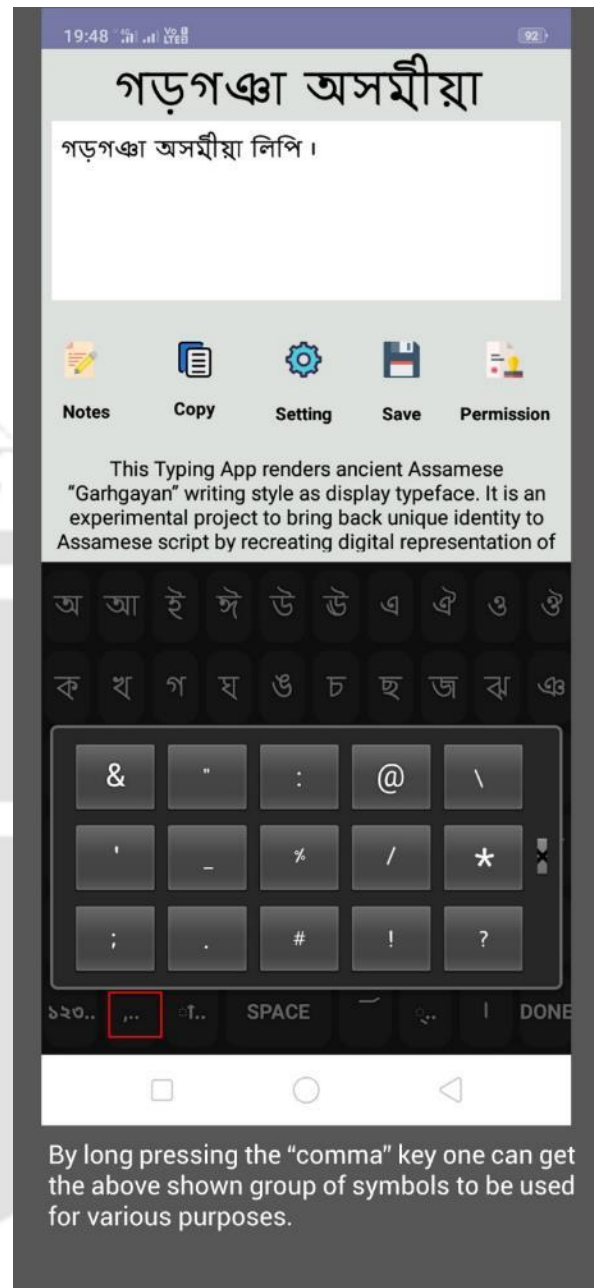 19:48 4G Vo LTE 92
গড়গঞা অসমীয়া
গড়গঞা অসমীয়া লিপি।
Notes Copy Setting Save Permission
This Typing App renders ancient Assamese
"Garhgayan" writing style as display typeface. It is an
experimental project to bring back unique identity to
Assamese script by recreating digital representation of
অ আ ই ঈ উ ঊ এ ঐ ও ঔ
ক খ গ ঘ ঙ চ ছ জ ঝ ঞ
& " : @ \
' _ % / *
; . # ! ?
১২৩.. ,.. া.. SPACE ্.. । DONE
By long pressing the “comma” key one can get
the above shown group of symbols to be used
for various purposes.